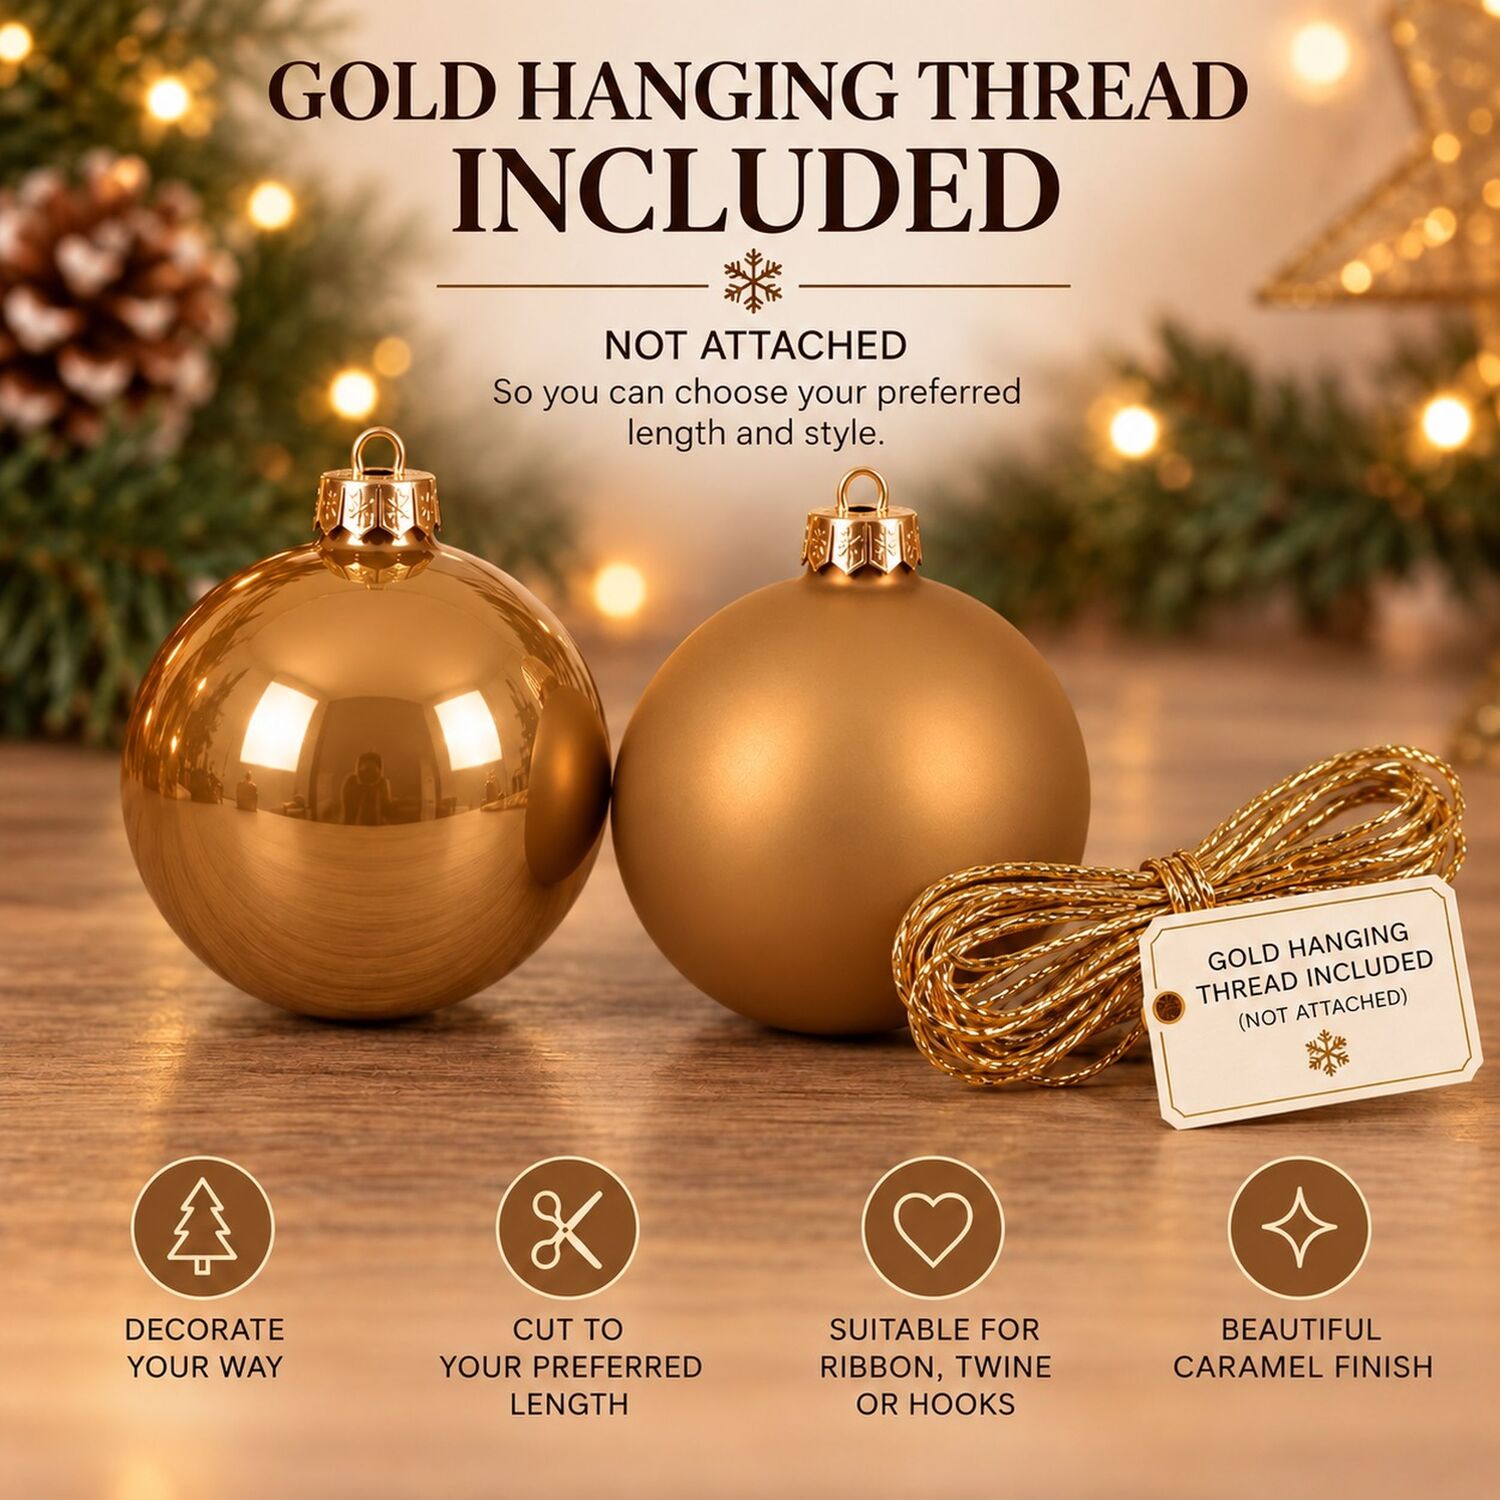 GOLD HANGING THREAD
INCLUDED
NOT ATTACHED
So you can choose your preferred
length and style.
GOLD HANGING
THREAD INCLUDED
(NOT ATTACHED)
DECORATE
YOUR WAY
CUT TO
YOUR PREFERRED
LENGTH
SUITABLE FOR
RIBBON, TWINE
OR HOOKS
BEAUTIFUL
CARAMEL FINISH